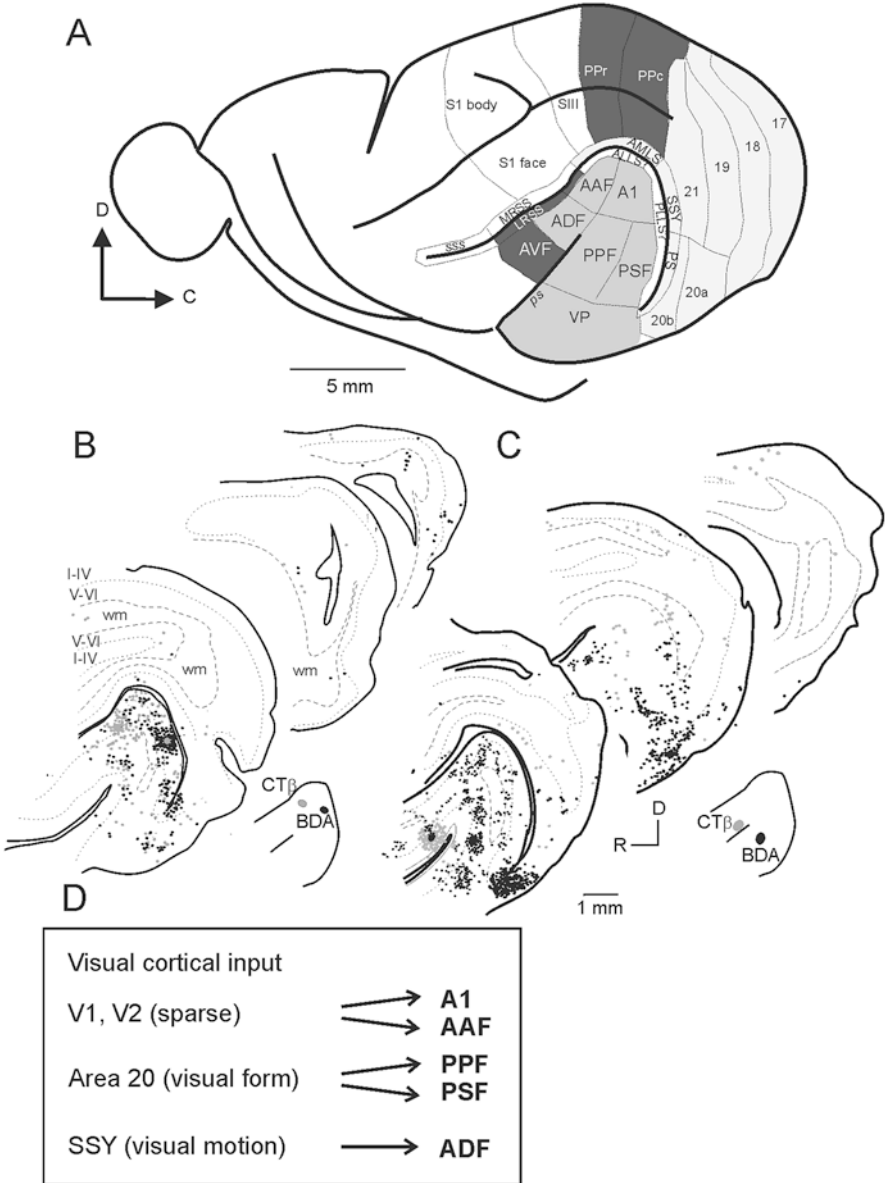 A
PPr
PPc
S1 body
SIII
17
18
S1 face
AMLS
ALLS
19
AAF
A1
21
SSY
MRSS
LRSS
PLLS
D
ADF
sss
AVF
PPF
PS
PSF
20a
C
ps
VP
20b
5 mm
B
C
I-IV
V-VI
wm
V-VI
I-IV
wm
wm
CTβ
BDA
D
R
CTβ
BDA
1 mm
D
Visual cortical input
V1, V2 (sparse)
A1
AAF
Area 20 (visual form)
PPF
PSF
SSY (visual motion)
ADF